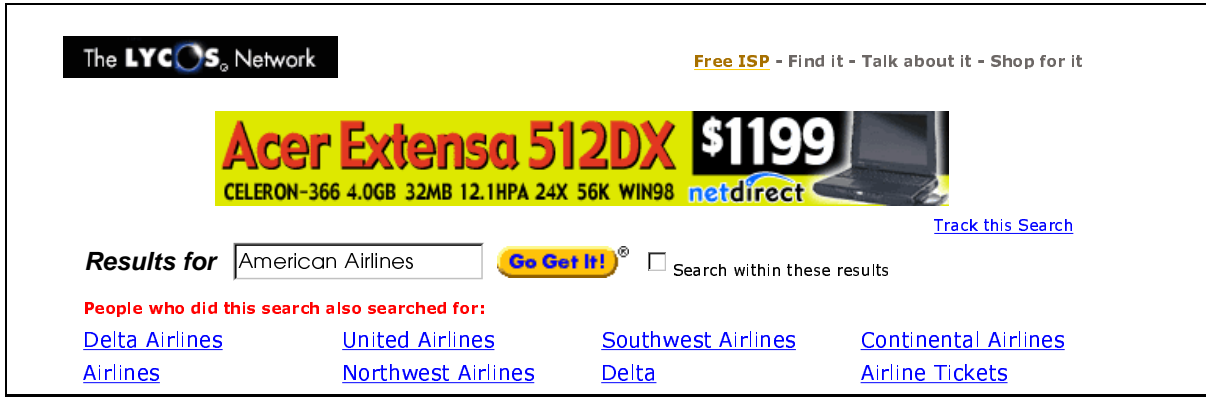 The LYCOS® Network
Free ISP - Find it - Talk about it - Shop for it
Acer Extensa 512DX $1199
CELERON-366 4.0GB 32MB 12.1HPA 24X 56K WIN98 netdirect
Track this Search
Results for American Airlines Go Get It!® Search within these results
People who did this search also searched for:
Delta Airlines United Airlines Southwest Airlines Continental Airlines
Airlines Northwest Airlines Delta Airline Tickets